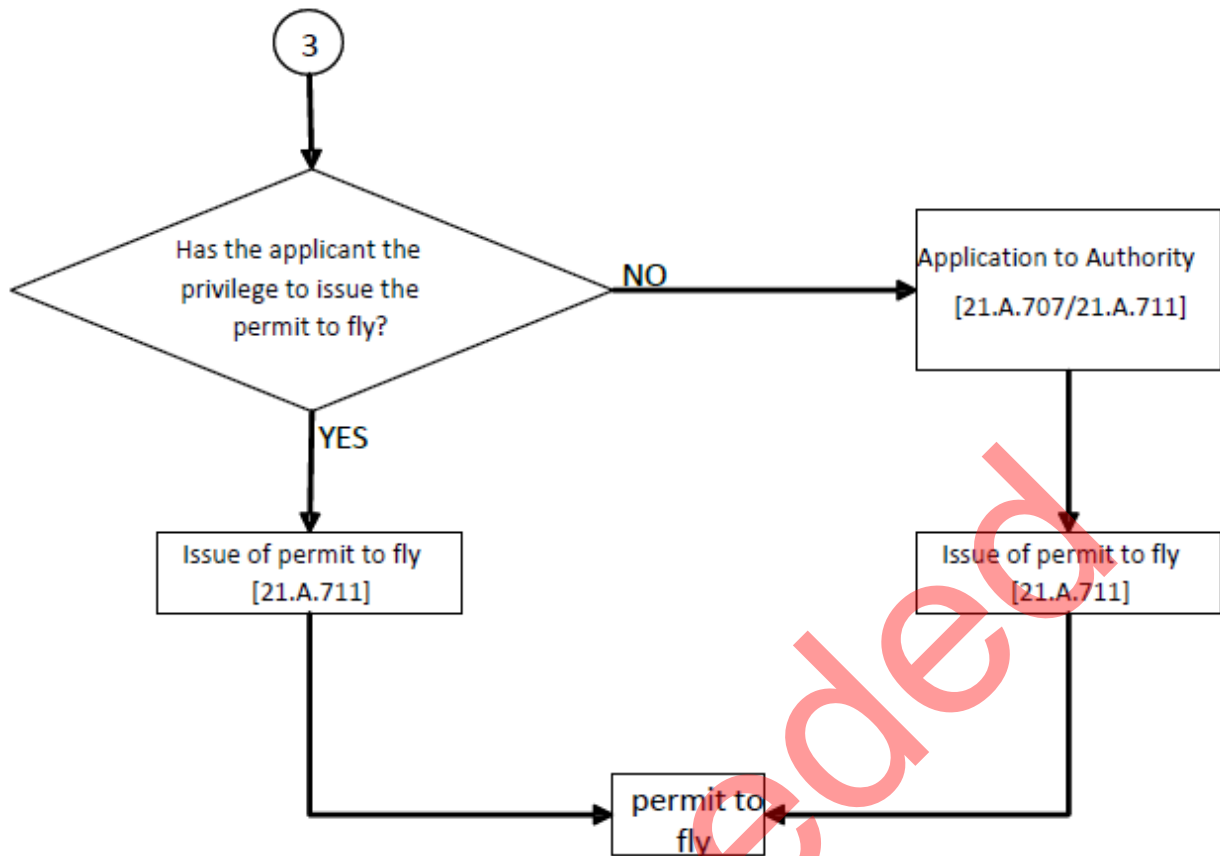 3
Has the applicant the
privilege to issue the
permit to fly?
NO
Application to Authority
[21.A.707/21.A.711]
YES
Issue of permit to fly
[21.A.711]
Issue of permit to fly
[21.A.711]
permit to
fly
eded